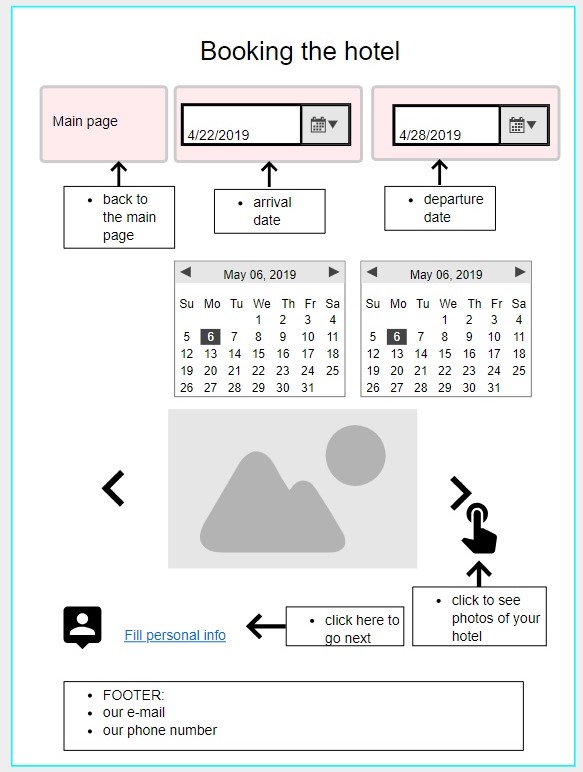 Booking the hotel
Main page
4/22/2019
4/28/2019
• back to
the main
page
• arrival
date
• departure
date
May 06, 2019
Su Mo Tu We Th Fr Sa
1 2 3 4
5 6 7 8 9 10 11
12 13 14 15 16 17 18
19 20 21 22 23 24 25
26 27 28 29 30 31
May 06, 2019
Su Mo Tu We Th Fr Sa
1 2 3 4
5 6 7 8 9 10 11
12 13 14 15 16 17 18
19 20 21 22 23 24 25
26 27 28 29 30 31
• click to see
photos of your
hotel
Fill personal info
• click here to
go next
• FOOTER:
• our e-mail
• our phone number